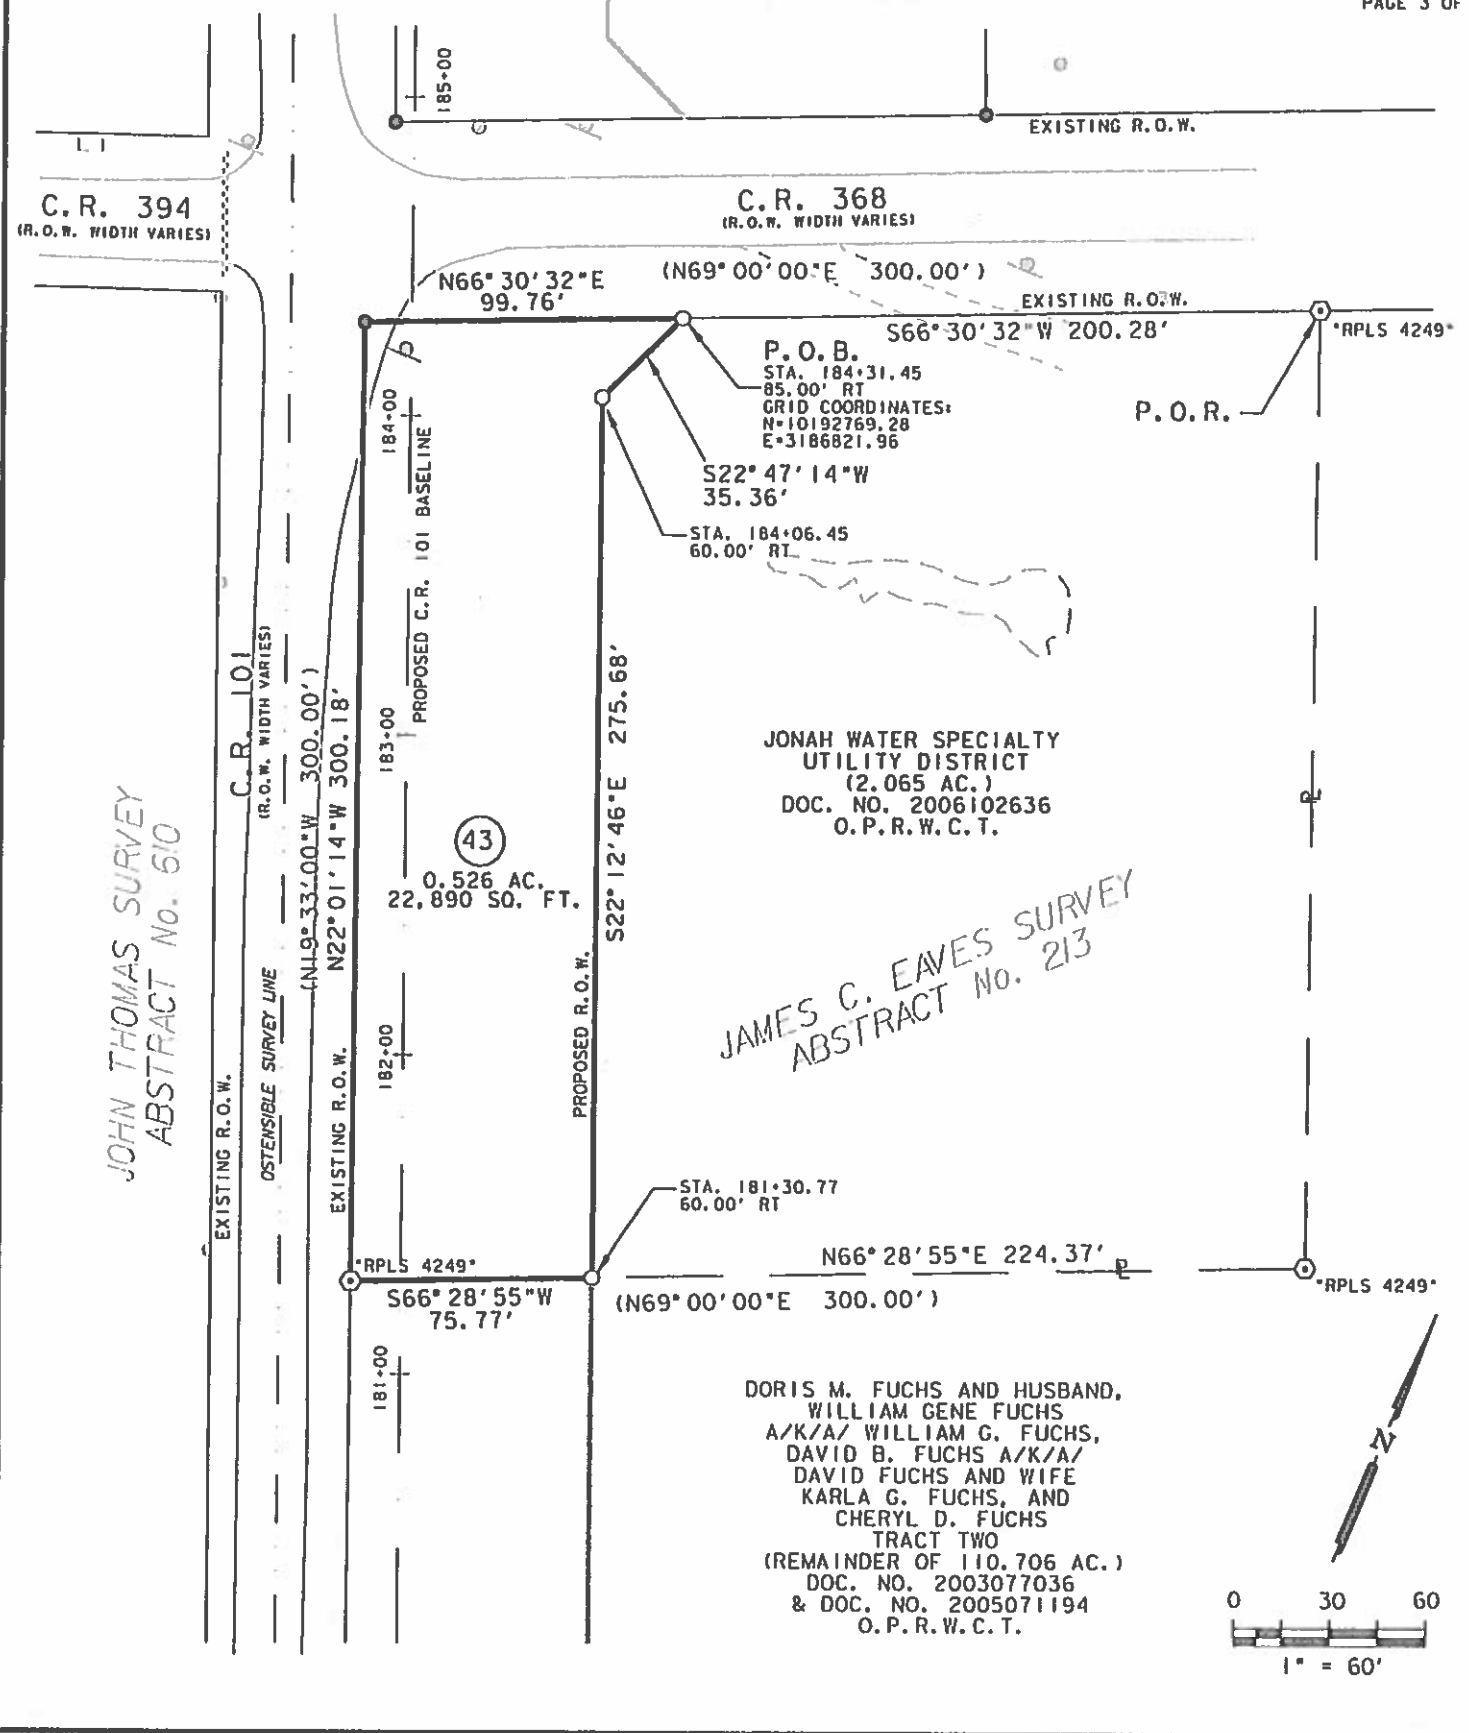 PAGE 3 OF
185+00
EXISTING R.O.W.
C.R. 394
(R.O.W. WIDTH VARIES)
C.R. 368
(R.O.W. WIDTH VARIES)
N66°30'32"E
99.76'
(N69°00'00"E 300.00')
EXISTING R.O.W.
S66°30'32"W 200.28'
"RPLS 4249"
P.O.B.
STA. 184+31.45
85.00' RT
GRID COORDINATES:
N=10192769.28
E=3186821.96
P.O.R.
184+00
S22°47'14"W
35.36'
STA. 184+06.45
60.00' RT
PROPOSED C.R. 101 BASELINE
C.R. 101
(R.O.W. WIDTH VARIES)
(N19°33'00"W 300.00')
N22°01'14"W 300.18'
183+00
S22°12'46"E 275.68'
JONAH WATER SPECIALTY
UTILITY DISTRICT
(2.065 AC.)
DOC. NO. 2006102636
O.P.R.W.C.T.
43
0.526 AC.
22,890 SQ. FT.
JOHN THOMAS SURVEY
ABSTRACT No. 610
JAMES C. EAVES SURVEY
ABSTRACT No. 213
OSTENSIBLE SURVEY LINE
PROPOSED R.O.W.
182+00
EXISTING R.O.W.
EXISTING R.O.W.
STA. 181+30.77
60.00' RT
"RPLS 4249"
N66°28'55"E 224.37'
P
L
S66°28'55"W
75.77'
(N69°00'00"E 300.00')
"RPLS 4249"
181+00
DORIS M. FUCHS AND HUSBAND,
WILLIAM GENE FUCHS
A/K/A/ WILLIAM G. FUCHS,
DAVID B. FUCHS A/K/A/
DAVID FUCHS AND WIFE
KARLA G. FUCHS, AND
CHERYL D. FUCHS
TRACT TWO
(REMAINDER OF 110.706 AC.)
DOC. NO. 2003077036
& DOC. NO. 2005071194
O.P.R.W.C.T.
N
0 30 60
1" = 60'